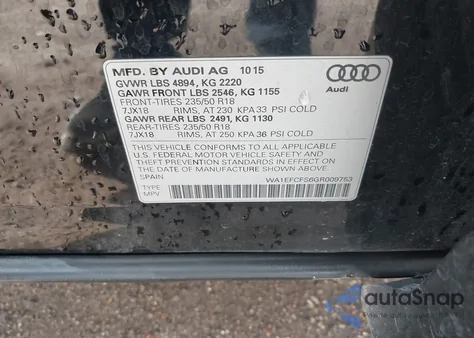 MFD. BY AUDI AG 10 15
GVWR LBS 4894, KG 2220
GAWR FRONT LBS 2546, KG 1155
FRONT-TIRES 235/50 R18
7JX18 RIMS, AT 230 KPA 33 PSI COLD
GAWR REAR LBS 2491, KG 1130
REAR-TIRES 235/50 R18
7JX18 RIMS, AT 250 KPA 36 PSI COLD
THIS VEHICLE CONFORMS TO ALL APPLICABLE
U.S. FEDERAL MOTOR VEHICLE SAFETY AND
THEFT PREVENTION STANDARDS IN EFFECT ON
THE DATE OF MANUFACTURE SHOWN ABOVE.
SPAIN
TYPE
MPV
WA1EFCFS6GR009753
Audi
autoSnap
Powered by AutoBidMaster